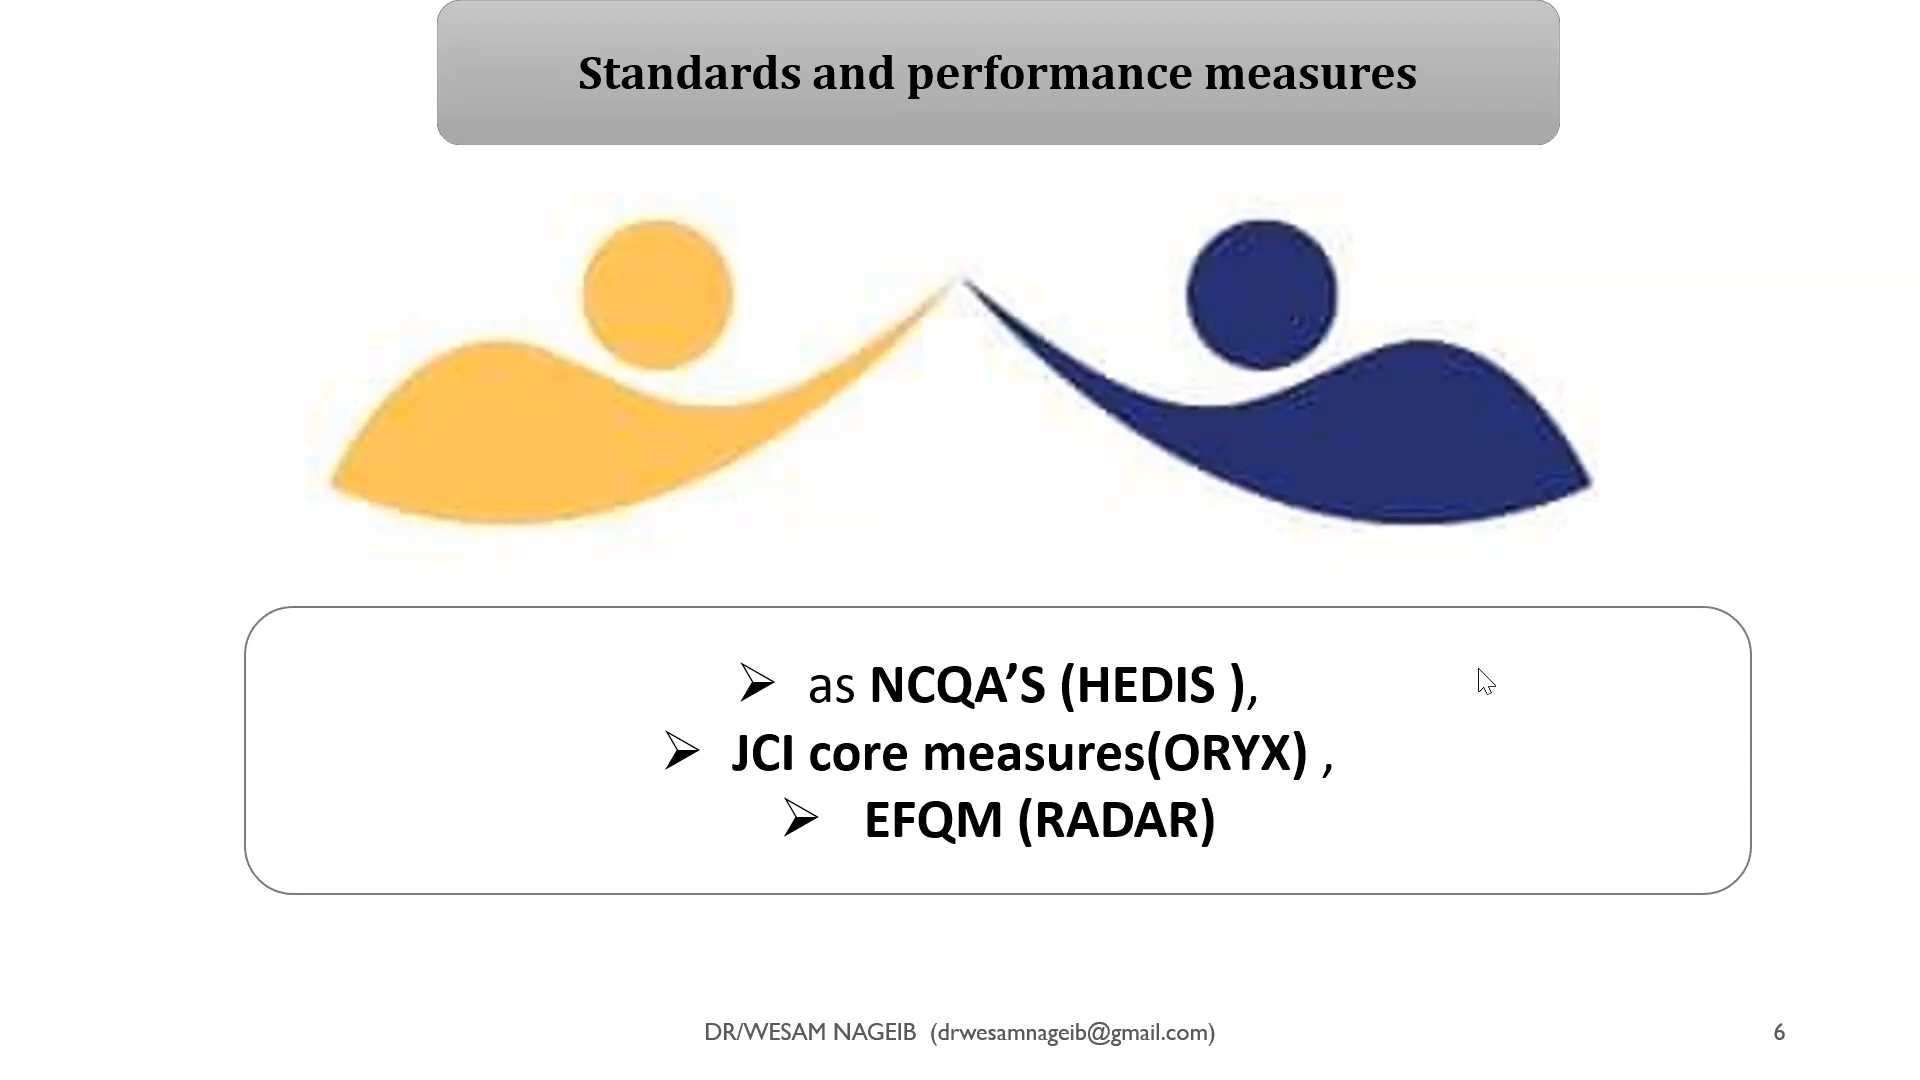 Standards and performance measures
➢ as NCQA’S (HEDIS ),
➢ JCI core measures(ORYX) ,
➢ EFQM (RADAR)
DR/WESAM NAGEIB (drwesamnageib@gmail.com)
6